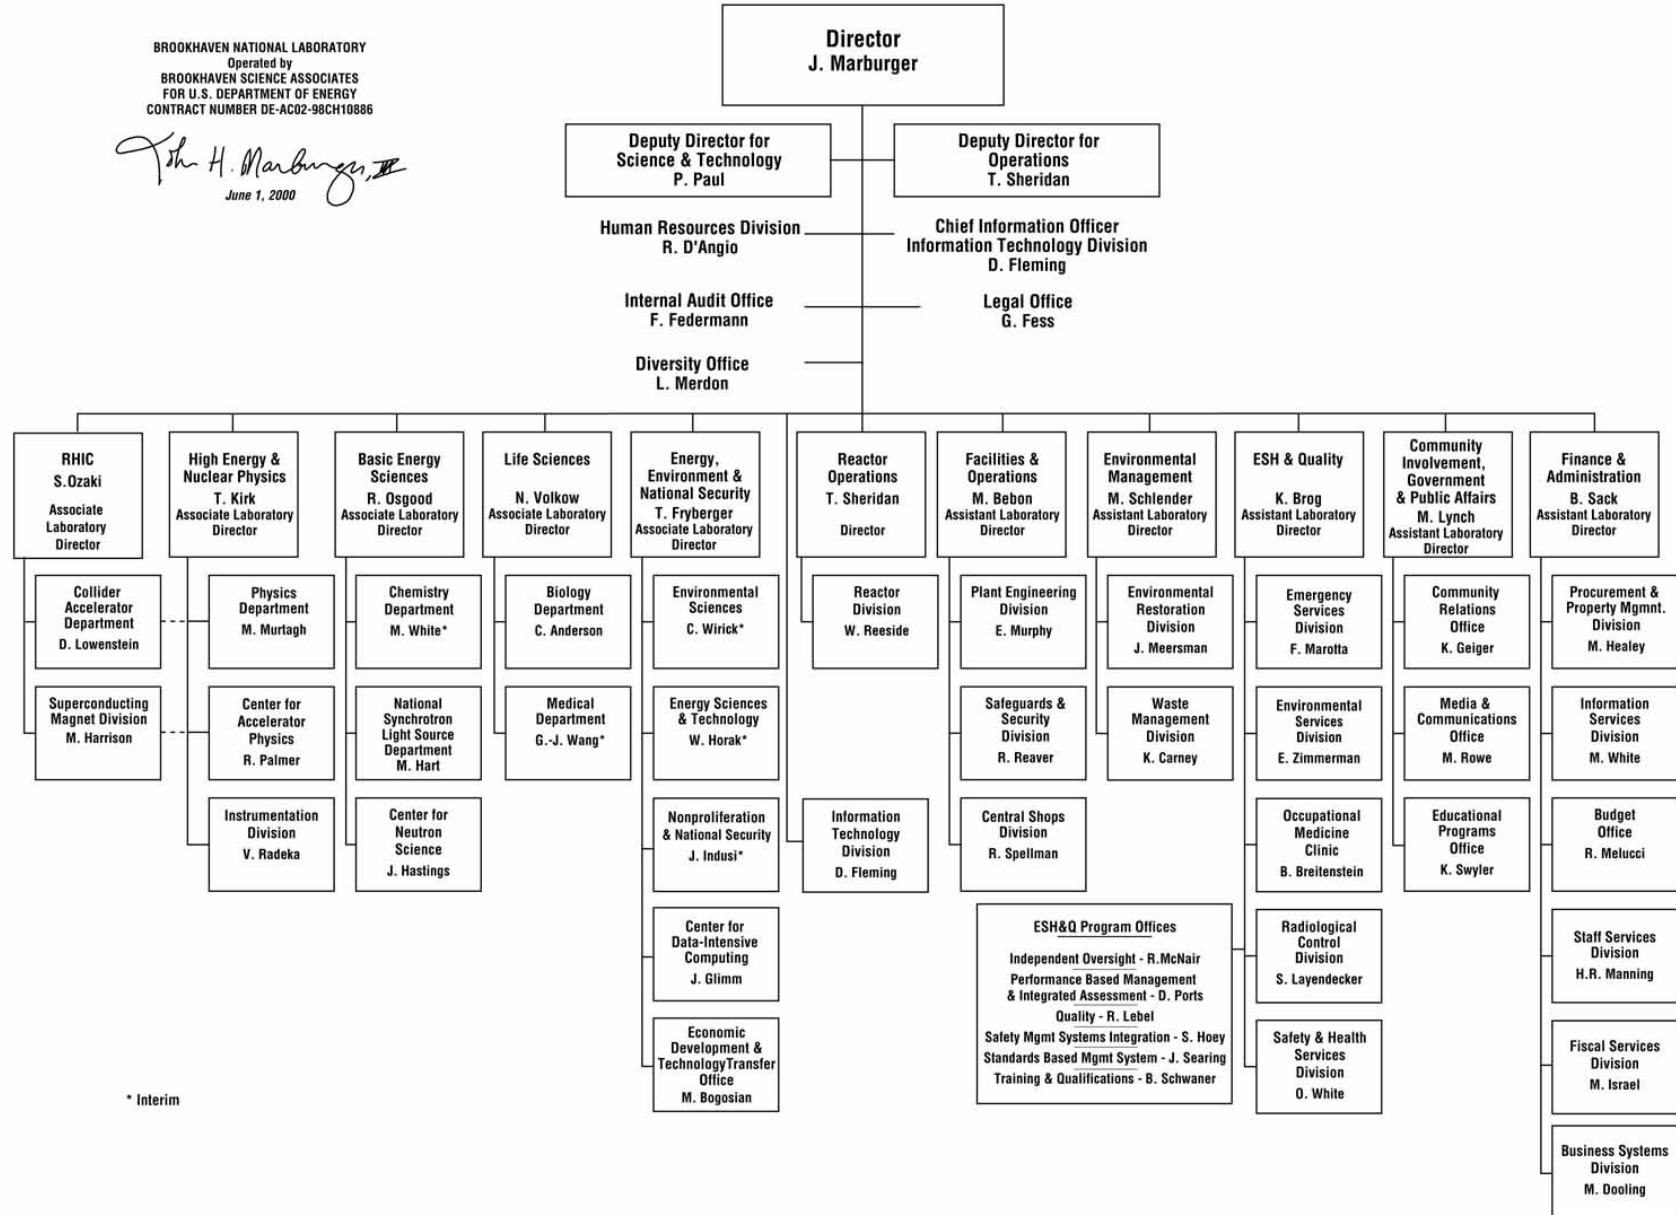 BROOKHAVEN NATIONAL LABORATORY
Operated by
BROOKHAVEN SCIENCE ASSOCIATES
FOR U.S. DEPARTMENT OF ENERGY
CONTRACT NUMBER DE-AC02-98CH10886
John H. Marburger, III
June 1, 2000
Director
J. Marburger
Deputy Director for
Science & Technology
P. Paul
Deputy Director for
Operations
T. Sheridan
Human Resources Division
R. D'Angio
Chief Information Officer
Information Technology Division
D. Fleming
Internal Audit Office
F. Federmann
Legal Office
G. Fess
Diversity Office
L. Merdon
RHIC
S.Ozaki
Associate
Laboratory
Director
Collider
Accelerator
Department
D. Lowenstein
Superconducting
Magnet Division
M. Harrison
High Energy &
Nuclear Physics
T. Kirk
Associate Laboratory
Director
Physics
Department
M. Murtagh
Center for
Accelerator
Physics
R. Palmer
Instrumentation
Division
V. Radeka
Basic Energy
Sciences
R. Osgood
Associate Laboratory
Director
Chemistry
Department
M. White*
National
Synchrotron
Light Source
Department
M. Hart
Center for
Neutron
Science
J. Hastings
Life Sciences
N. Volkow
Associate Laboratory
Director
Biology
Department
C. Anderson
Medical
Department
G.-J. Wang*
Energy,
Environment &
National Security
T. Fryberger
Associate Laboratory
Director
Environmental
Sciences
C. Wirick*
Energy Sciences
& Technology
W. Horak*
Nonproliferation
& National Security
J. Indusi*
Center for
Data-Intensive
Computing
J. Glimm
Economic
Development &
TechnologyTransfer
Office
M. Bogosian
Reactor
Operations
T. Sheridan
Director
Reactor
Division
W. Reeside
Information
Technology
Division
D. Fleming
Facilities &
Operations
M. Bebon
Assistant Laboratory
Director
Plant Engineering
Division
E. Murphy
Safeguards &
Security
Division
R. Reaver
Central Shops
Division
R. Spellman
Environmental
Management
M. Schlender
Assistant Laboratory
Director
Environmental
Restoration
Division
J. Meersman
Waste
Management
Division
K. Carney
ESH & Quality
K. Brog
Assistant Laboratory
Director
Emergency
Services
Division
F. Marotta
Environmental
Services
Division
E. Zimmerman
Occupational
Medicine
Clinic
B. Breitenstein
Radiological
Control
Division
S. Layendecker
Safety & Health
Services
Division
O. White
ESH&Q Program Offices
Independent Oversight - R.McNair
Performance Based Management
& Integrated Assessment - D. Ports
Quality - R. Lebel
Safety Mgmt Systems Integration - S. Hoey
Standards Based Mgmt System - J. Searing
Training & Qualifications - B. Schwaner
Community
Involvement,
Government
& Public Affairs
M. Lynch
Assistant Laboratory
Director
Community
Relations
Office
K. Geiger
Media &
Communications
Office
M. Rowe
Educational
Programs
Office
K. Swyler
Finance &
Administration
B. Sack
Assistant Laboratory
Director
Procurement &
Property Mgmnt.
Division
M. Healey
Information
Services
Division
M. White
Budget
Office
R. Melucci
Staff Services
Division
H.R. Manning
Fiscal Services
Division
M. Israel
Business Systems
Division
M. Dooling
* Interim